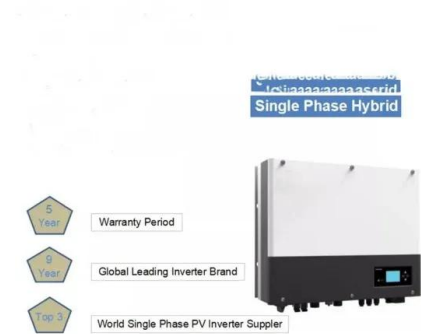 Single Phase Hybrid
5
Year
Warranty Period
9
Year
Global Leading Inverter Brand
Top 3
World Single Phase PV Inverter Suppler